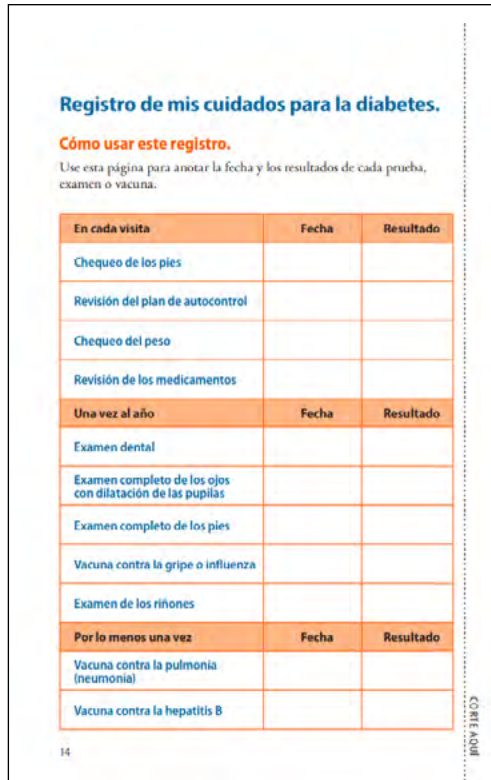 Registro de mis cuidados para la diabetes.
Cómo usar este registro.
Use esta página para anotar la fecha y los resultados de cada prueba,
examen o vacuna.
En cada visita Fecha Resultado
Chequeo de los pies
Revisión del plan de autocontrol
Chequeo del peso
Revisión de los medicamentos
Una vez al año Fecha Resultado
Examen dental
Examen completo de los ojos
con dilatación de las pupilas
Examen completo de los pies
Vacuna contra la gripe o influenza
Examen de los riñones
Por lo menos una vez Fecha Resultado
Vacuna contra la pulmonía
(neumonía)
Vacuna contra la hepatitis B
14
CORTE AQUÍ